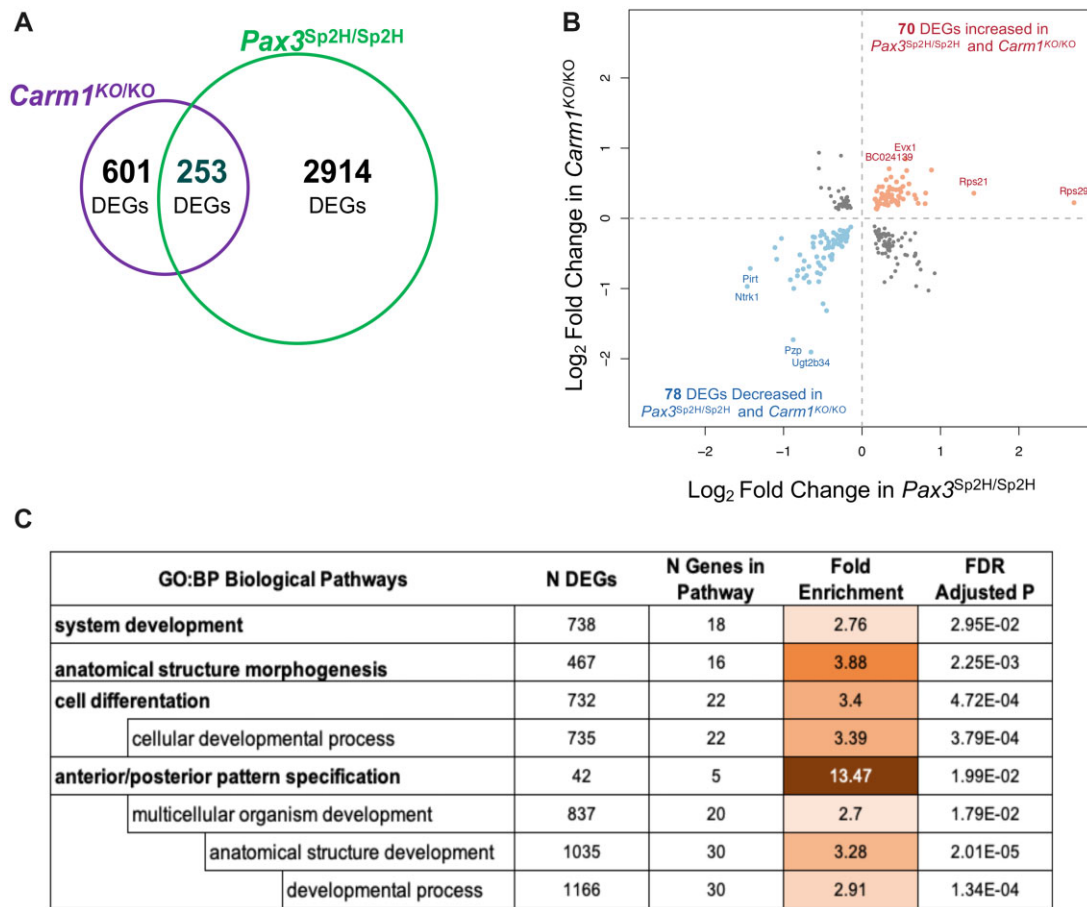 A
Pax3Sp2H/Sp2H
Carm1KO/KO
601
DEGs
253
DEGs
2914
DEGs
B
70 DEGs increased in
Pax3Sp2H/Sp2H and Carm1KO/KO
Log2 Fold Change in Carm1KO/KO
2
1
0
−1
−2
Evx1
BC024139
Rps21
Rps29
Pirt
Ntrk1
Pzp
Ugt2b34
78 DEGs Decreased in
Pax3Sp2H/Sp2H and Carm1KO/KO
−2 −1 0 1 2
Log2 Fold Change in Pax3Sp2H/Sp2H
C
GO:BP Biological Pathways N DEGs N Genes in Pathway Fold Enrichment FDR Adjusted P
system development 738 18 2.76 2.95E-02
anatomical structure morphogenesis 467 16 3.88 2.25E-03
cell differentation 732 22 3.4 4.72E-04
cellular developmental process 735 22 3.39 3.79E-04
anterior/posterior pattern specification 42 5 13.47 1.99E-02
multicellular organism development 837 20 2.7 1.79E-02
anatomical structure development 1035 30 3.28 2.01E-05
developmental process 1166 30 2.91 1.34E-04